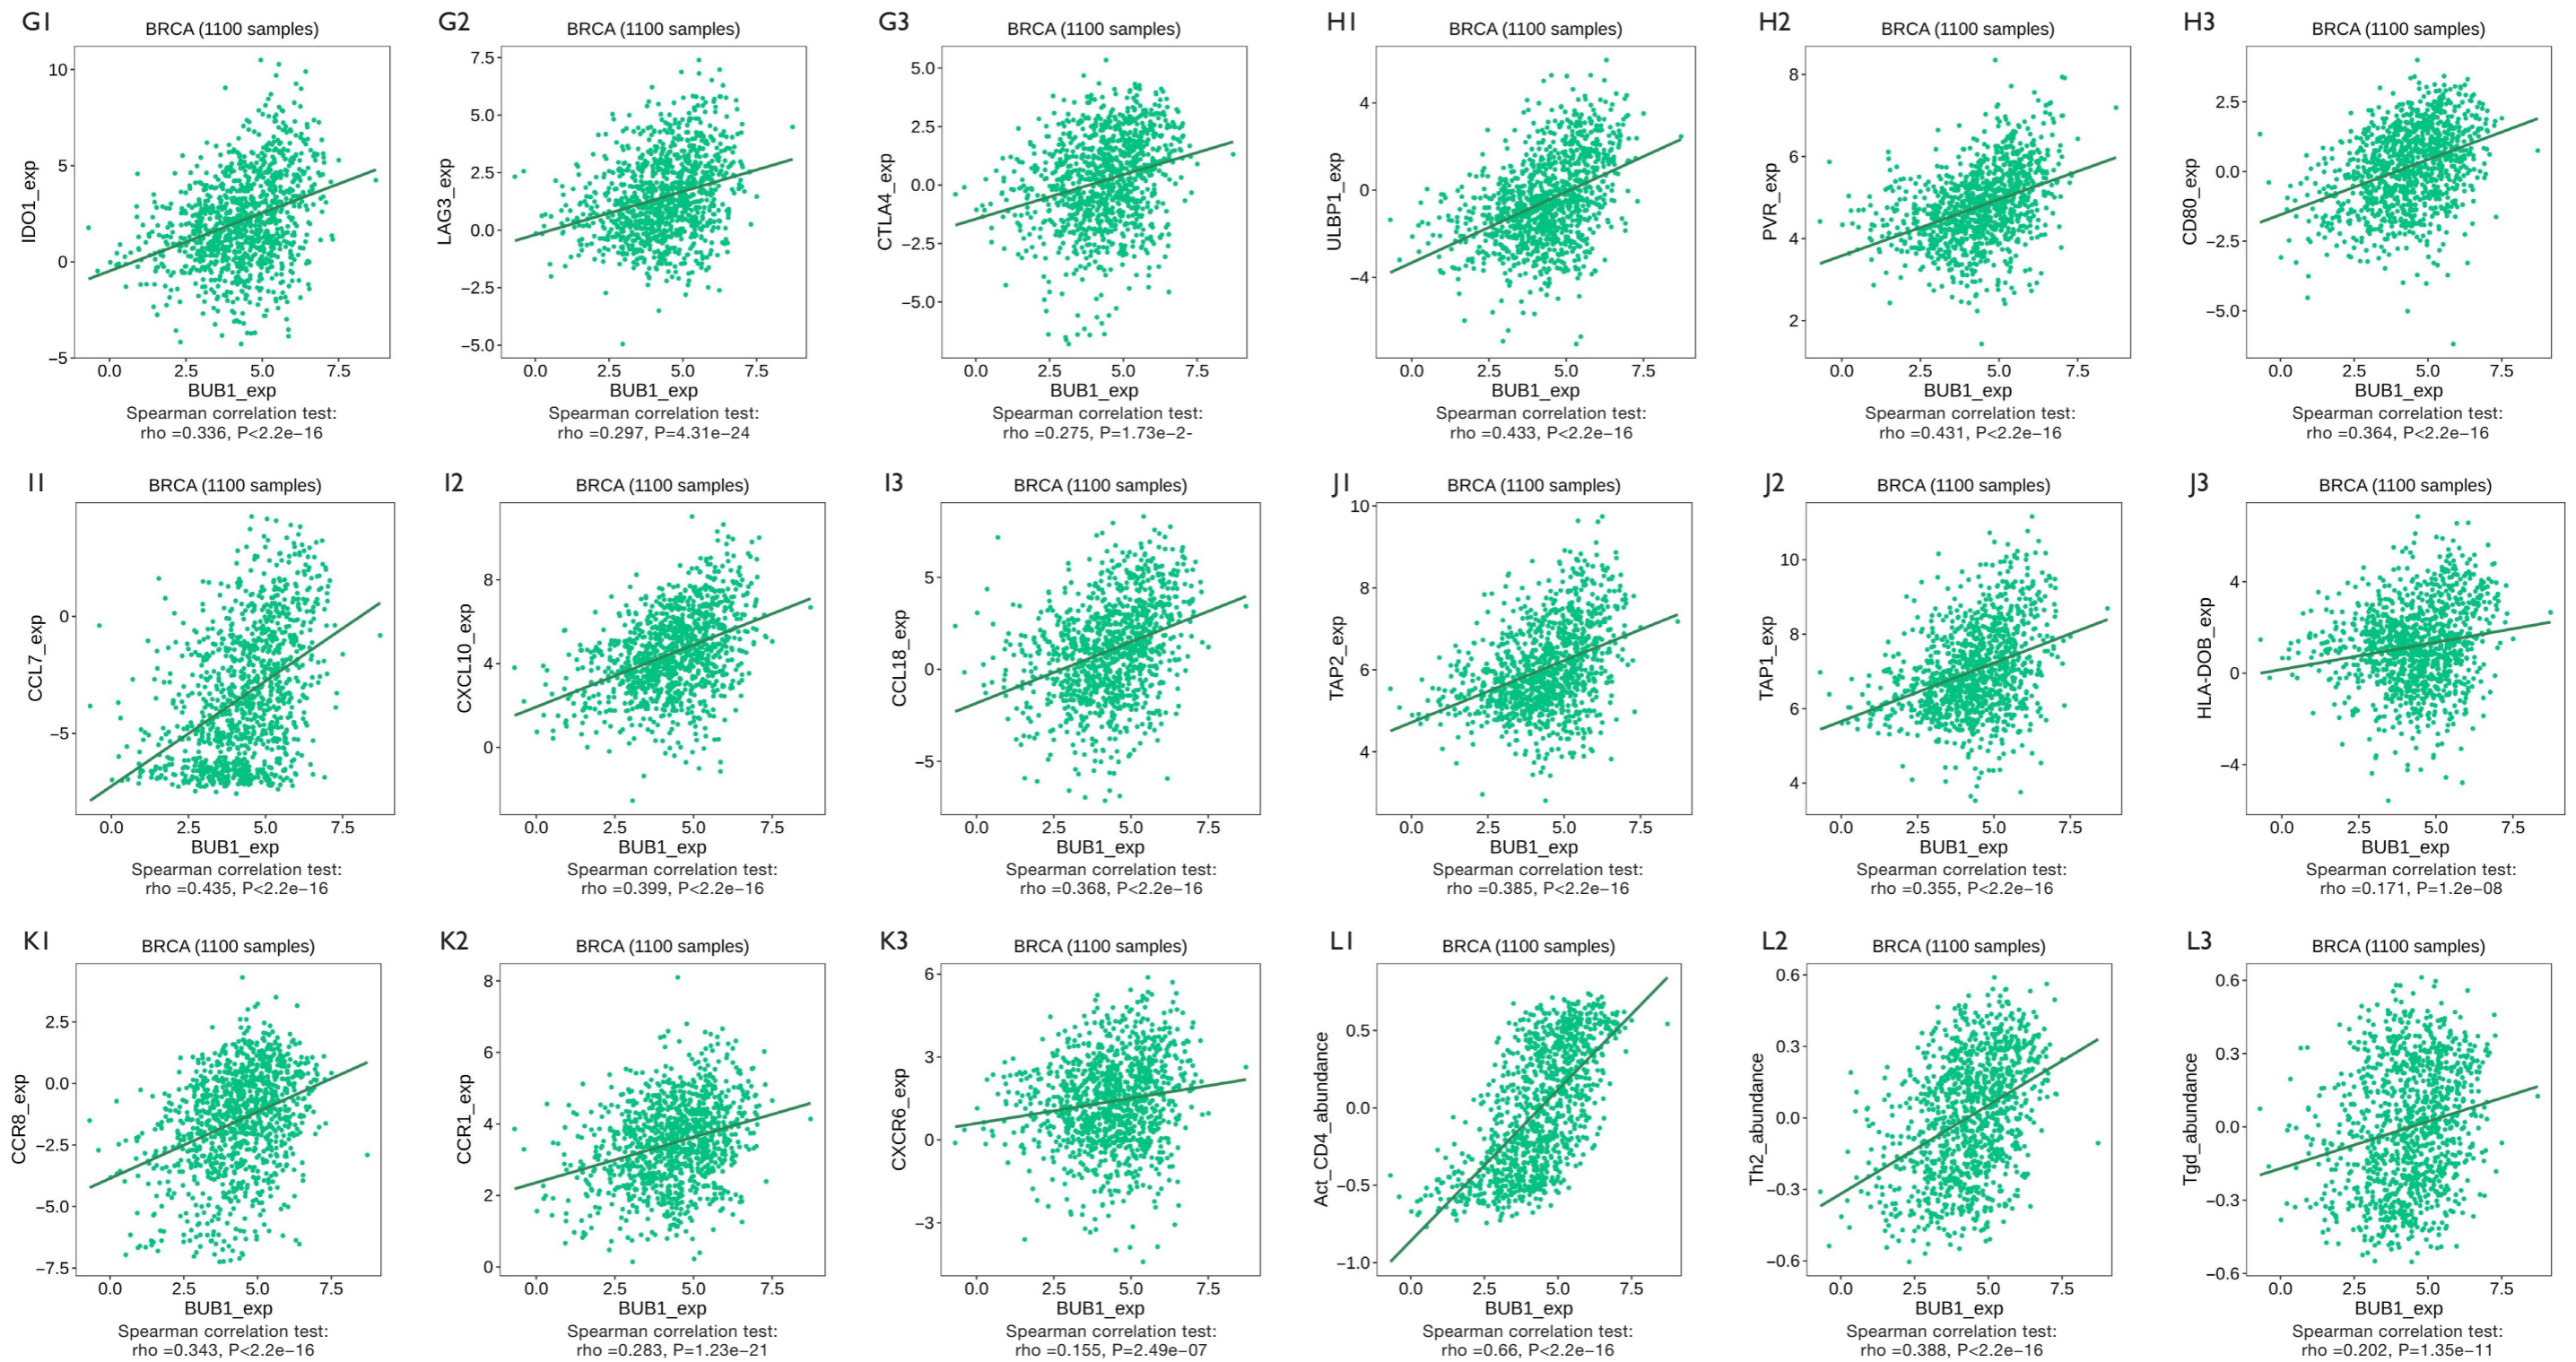 G1
BRCA (1100 samples)
IDO1_exp
10
5
0
−5
0.0 2.5 5.0 7.5
BUB1_exp
Spearman correlation test:
rho =0.336, P<2.2e−16
G2
BRCA (1100 samples)
LAG3_exp
7.5
5.0
2.5
0.0
−2.5
−5.0
0.0 2.5 5.0 7.5
BUB1_exp
Spearman correlation test:
rho =0.297, P=4.31e−24
G3
BRCA (1100 samples)
CTLA4_exp
5.0
2.5
0.0
−2.5
−5.0
0.0 2.5 5.0 7.5
BUB1_exp
Spearman correlation test:
rho =0.275, P=1.73e−2-
H1
BRCA (1100 samples)
ULBP1_exp
4
0
−4
0.0 2.5 5.0 7.5
BUB1_exp
Spearman correlation test:
rho =0.433, P<2.2e−16
H2
BRCA (1100 samples)
PVR_exp
8
6
4
2
0.0 2.5 5.0 7.5
BUB1_exp
Spearman correlation test:
rho =0.431, P<2.2e−16
H3
BRCA (1100 samples)
CD80_exp
2.5
0.0
−2.5
−5.0
0.0 2.5 5.0 7.5
BUB1_exp
Spearman correlation test:
rho =0.364, P<2.2e−16
I1
BRCA (1100 samples)
CCL7_exp
0
−5
0.0 2.5 5.0 7.5
BUB1_exp
Spearman correlation test:
rho =0.435, P<2.2e−16
I2
BRCA (1100 samples)
CXCL10_exp
8
4
0
0.0 2.5 5.0 7.5
BUB1_exp
Spearman correlation test:
rho =0.399, P<2.2e−16
I3
BRCA (1100 samples)
CCL18_exp
5
0
−5
0.0 2.5 5.0 7.5
BUB1_exp
Spearman correlation test:
rho =0.368, P<2.2e−16
J1
BRCA (1100 samples)
TAP2_exp
10
8
6
4
0.0 2.5 5.0 7.5
BUB1_exp
Spearman correlation test:
rho =0.385, P<2.2e−16
J2
BRCA (1100 samples)
TAP1_exp
10
8
6
4
0.0 2.5 5.0 7.5
BUB1_exp
Spearman correlation test:
rho =0.355, P<2.2e−16
J3
BRCA (1100 samples)
HLA-DOB_exp
4
0
−4
0.0 2.5 5.0 7.5
BUB1_exp
Spearman correlation test:
rho =0.171, P=1.2e−08
K1
BRCA (1100 samples)
CCR8_exp
2.5
0.0
−2.5
−5.0
−7.5
0.0 2.5 5.0 7.5
BUB1_exp
Spearman correlation test:
rho =0.343, P<2.2e−16
K2
BRCA (1100 samples)
CCR1_exp
8
6
4
2
0
0.0 2.5 5.0 7.5
BUB1_exp
Spearman correlation test:
rho =0.283, P=1.23e−21
K3
BRCA (1100 samples)
CXCR6_exp
6
3
0
−3
0.0 2.5 5.0 7.5
BUB1_exp
Spearman correlation test:
rho =0.155, P=2.49e−07
L1
BRCA (1100 samples)
Act_CD4_abundance
0.5
0.0
−0.5
−1.0
0.0 2.5 5.0 7.5
BUB1_exp
Spearman correlation test:
rho =0.66, P<2.2e−16
L2
BRCA (1100 samples)
Th2_abundance
0.6
0.3
0.0
−0.3
−0.6
0.0 2.5 5.0 7.5
BUB1_exp
Spearman correlation test:
rho =0.388, P<2.2e−16
L3
BRCA (1100 samples)
Tgd_abundance
0.6
0.3
0.0
−0.3
−0.6
0.0 2.5 5.0 7.5
BUB1_exp
Spearman correlation test:
rho =0.202, P=1.35e−11